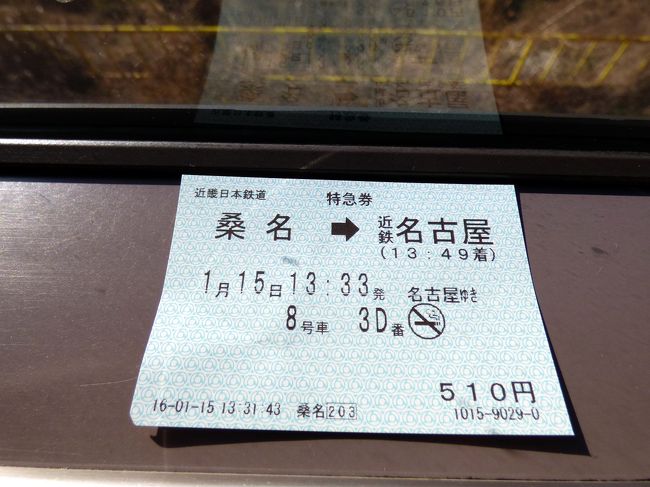 近畿日本鉄道 特急券
桑名 ➡ 近鉄名古屋
(13:49着)
1月15日13:33発 名古屋ゆき
8号車 3D番
510円
16-01-15 13:31:43 桑名203 1015-9029-0